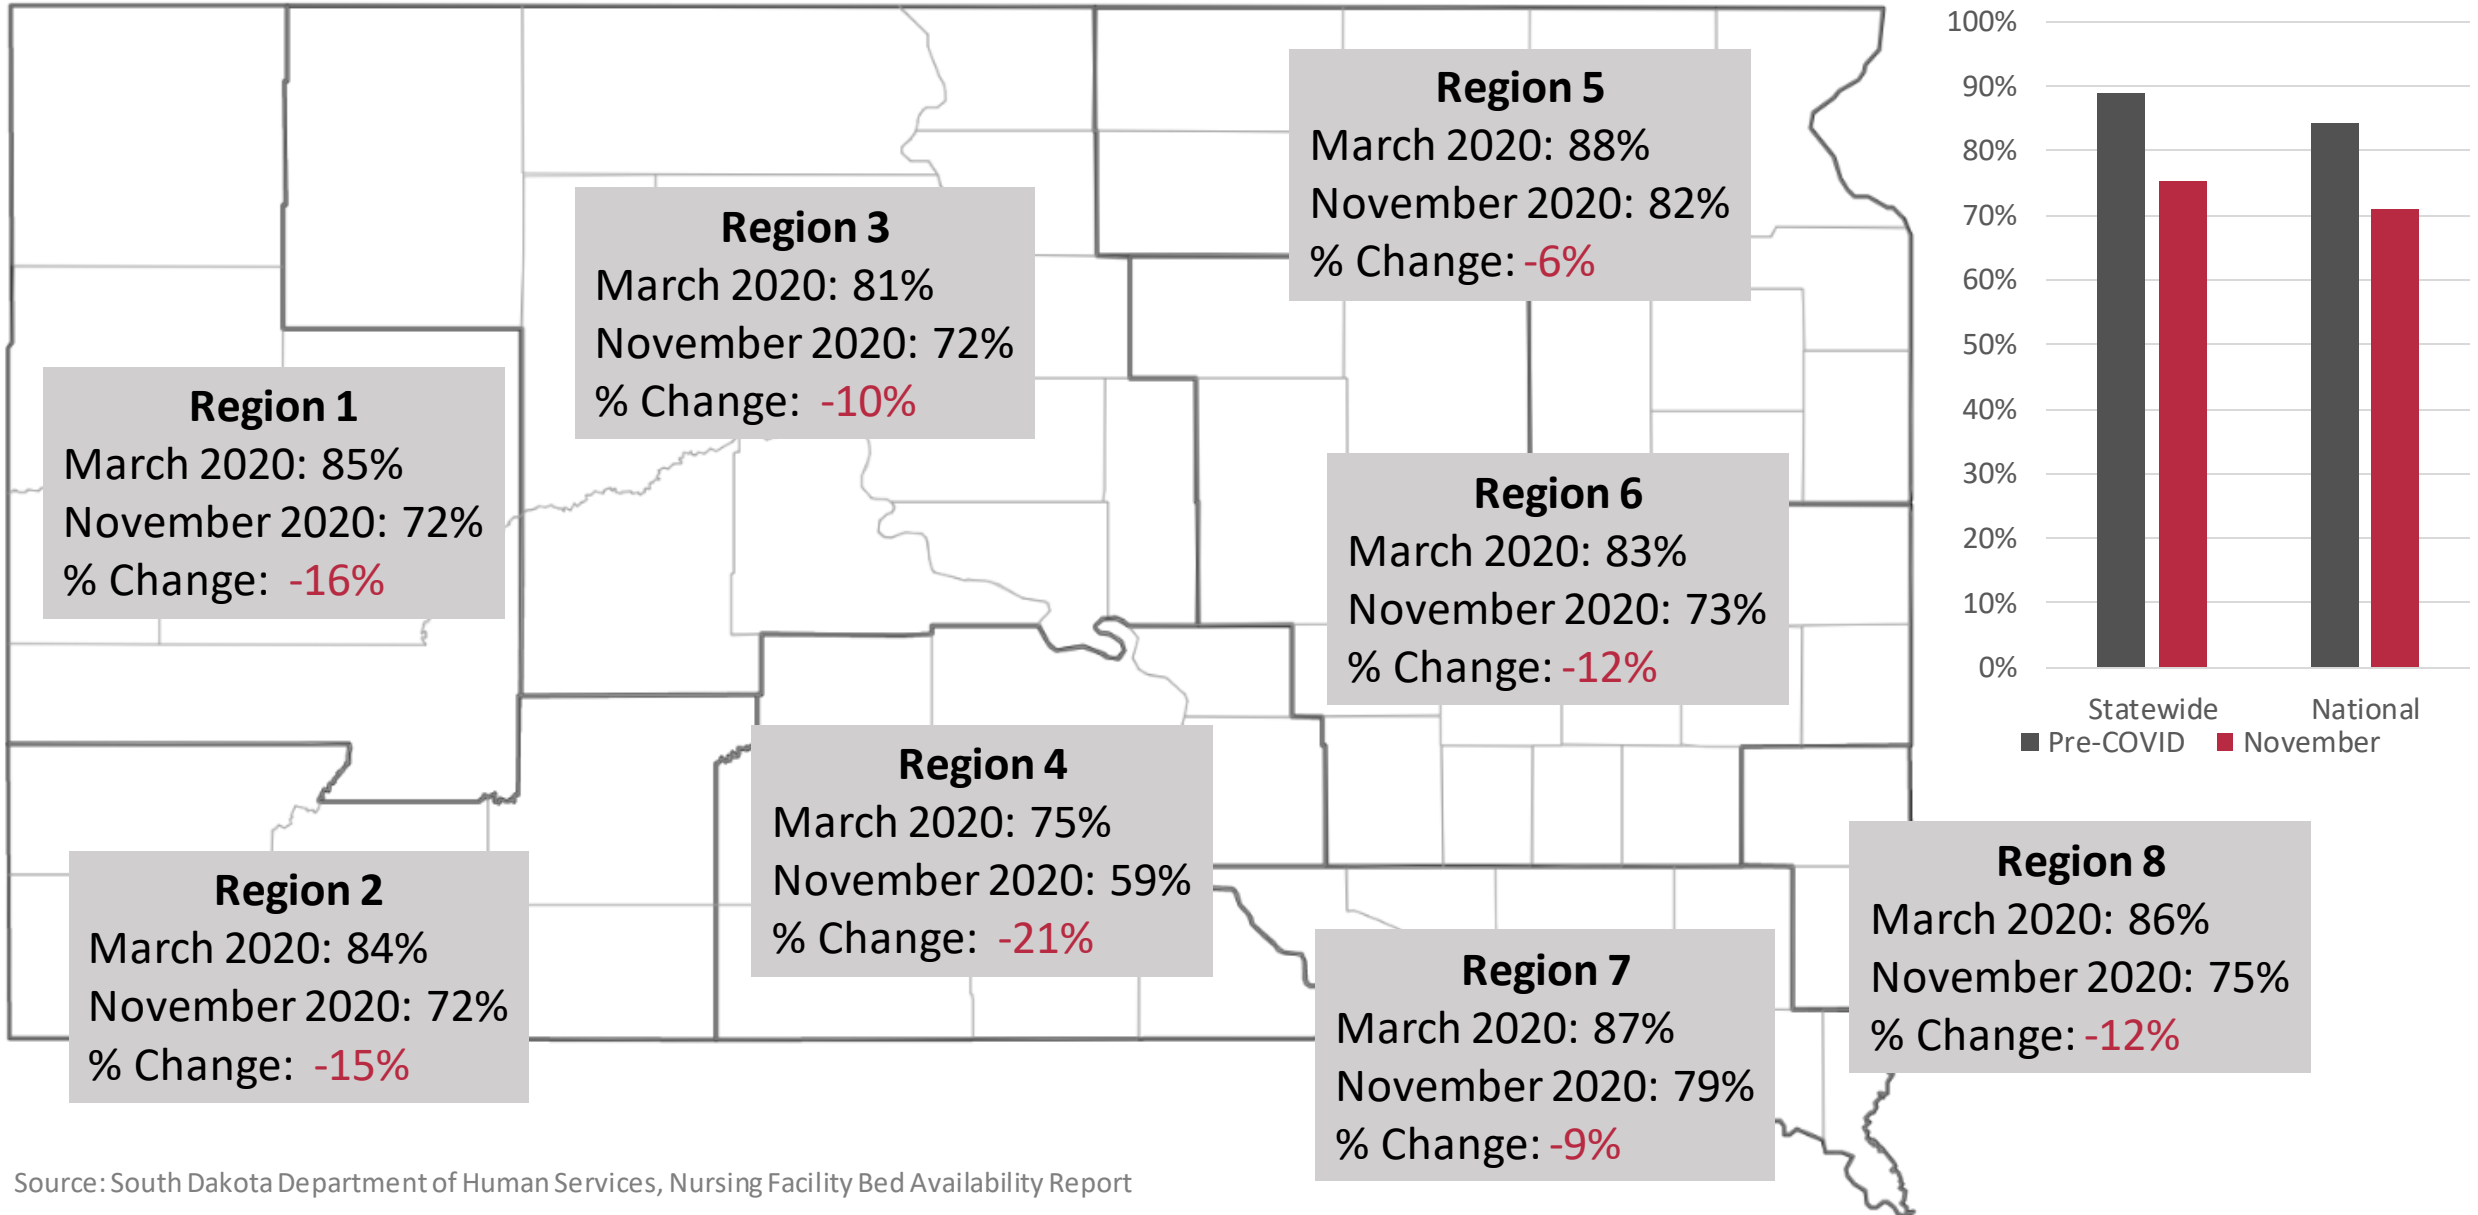 Region 1
March 2020: 85%
November 2020: 72%
% Change: -16%
Region 2
March 2020: 84%
November 2020: 72%
% Change: -15%
Region 3
March 2020: 81%
November 2020: 72%
% Change: -10%
Region 4
March 2020: 75%
November 2020: 59%
% Change: -21%
Region 5
March 2020: 88%
November 2020: 82%
% Change: -6%
Region 6
March 2020: 83%
November 2020: 73%
% Change: -12%
Region 7
March 2020: 87%
November 2020: 79%
% Change: -9%
Region 8
March 2020: 86%
November 2020: 75%
% Change: -12%
100%
90%
80%
70%
60%
50%
40%
30%
20%
10%
0%
Statewide National
Pre-COVID November
Source: South Dakota Department of Human Services, Nursing Facility Bed Availability Report